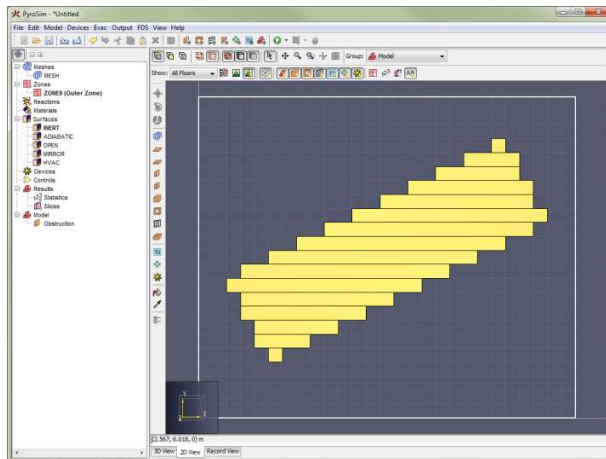 PyroSim - *Untitled
File Edit Model Devices Evac Output FDS View Help
Group: Model
Show: All Floors
Meshes
MESH
Zones
ZONE0 (Outer Zone)
Reactions
Materials
Surfaces
INERT
ADIABATIC
OPEN
MIRROR
HVAC
Devices
Controls
Results
Statistics
Slices
Model
Obstruction
Y
Z X
(2.567, 6.018, 0) m
3D View 2D View Record View